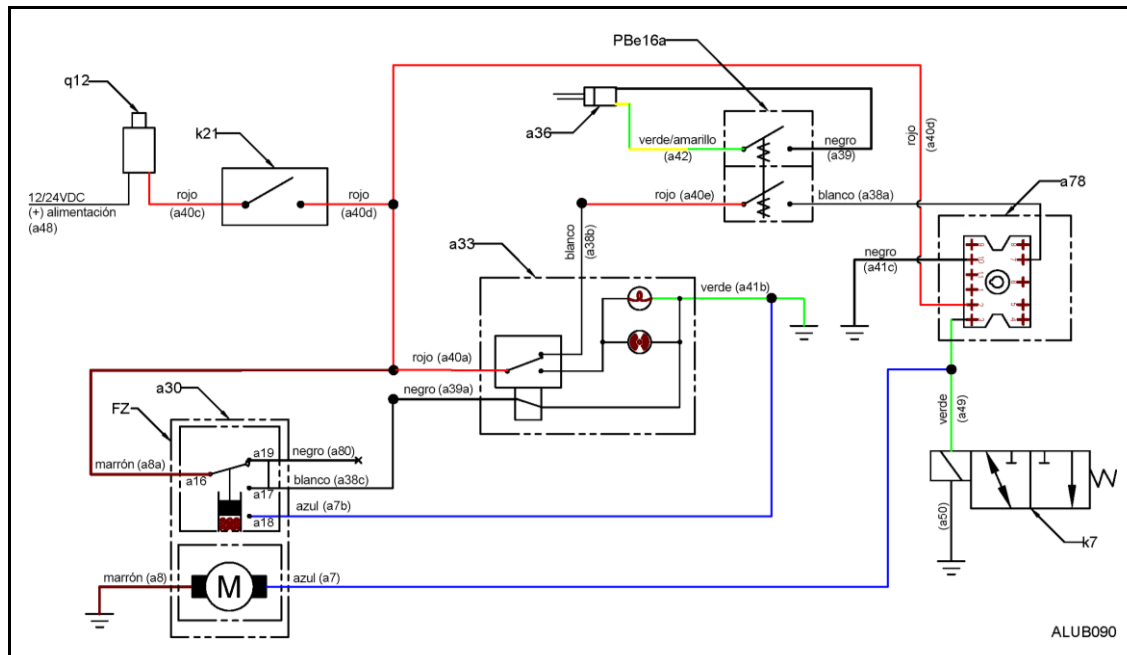 PBe16a
q12
k21
a36
verde/amarillo
(a42)
negro
(a39)
rojo
(a40d)
12/24VDC
(+) alimentación
(a48)
rojo
(a40c)
rojo
(a40d)
rojo (a40e)
blanco (a38a)
a78
a33
blanco
(a38b)
negro
(a41c)
verde (a41b)
rojo (a40a)
negro (a39a)
a30
FZ
a19
negro (a80)
marrón (a8a)
a16
a17
blanco (a38c)
a18
azul (a7b)
verde
(a49)
(a50)
k7
marrón (a8)
M
azul (a7)
ALUB090